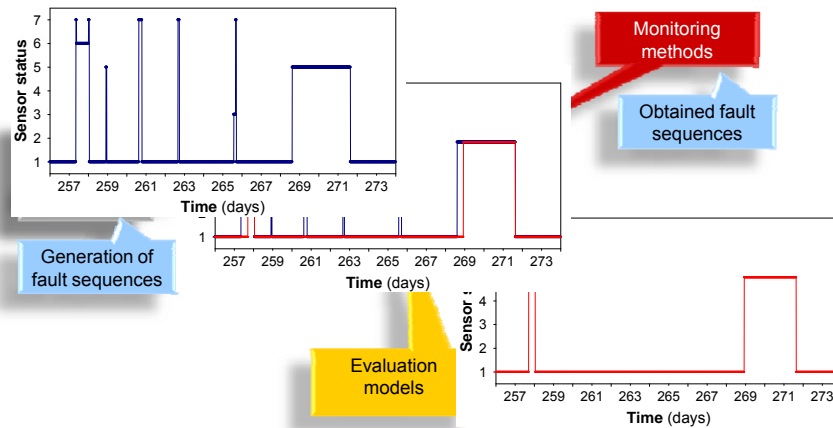 7
6
5
4
3
2
1
Sensor status
257 259 261 263 265 267 269 271 273
Time (days)
Monitoring
methods
Obtained fault
sequences
1
257 259 261 263 265 267 269 271 273
Time (days)
Generation of
fault sequences
Evaluation
models
4
3
2
1
Sensor s
257 259 261 263 265 267 269 271 273
Time (days)